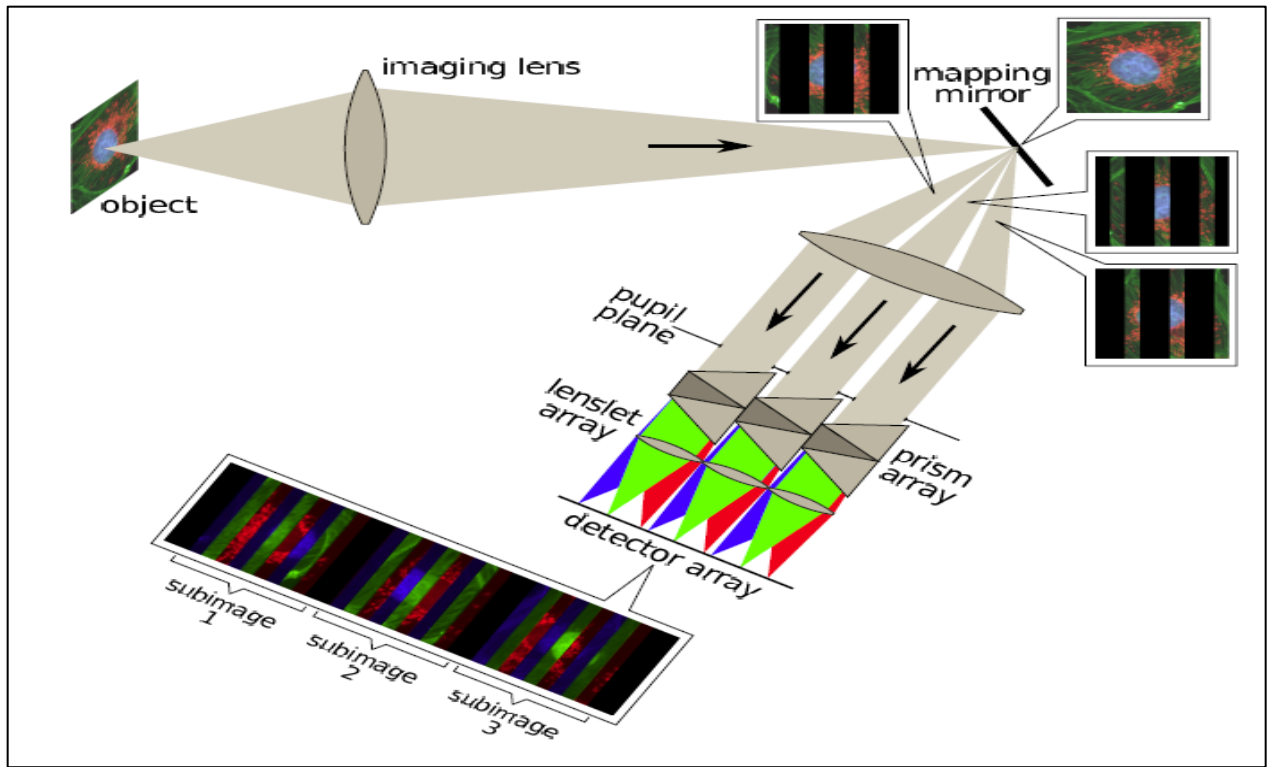 imaging lens
mapping
mirror
object
pupil
plane
lenslet
array
prism
array
detector array
subimage
1
subimage
2
subimage
3